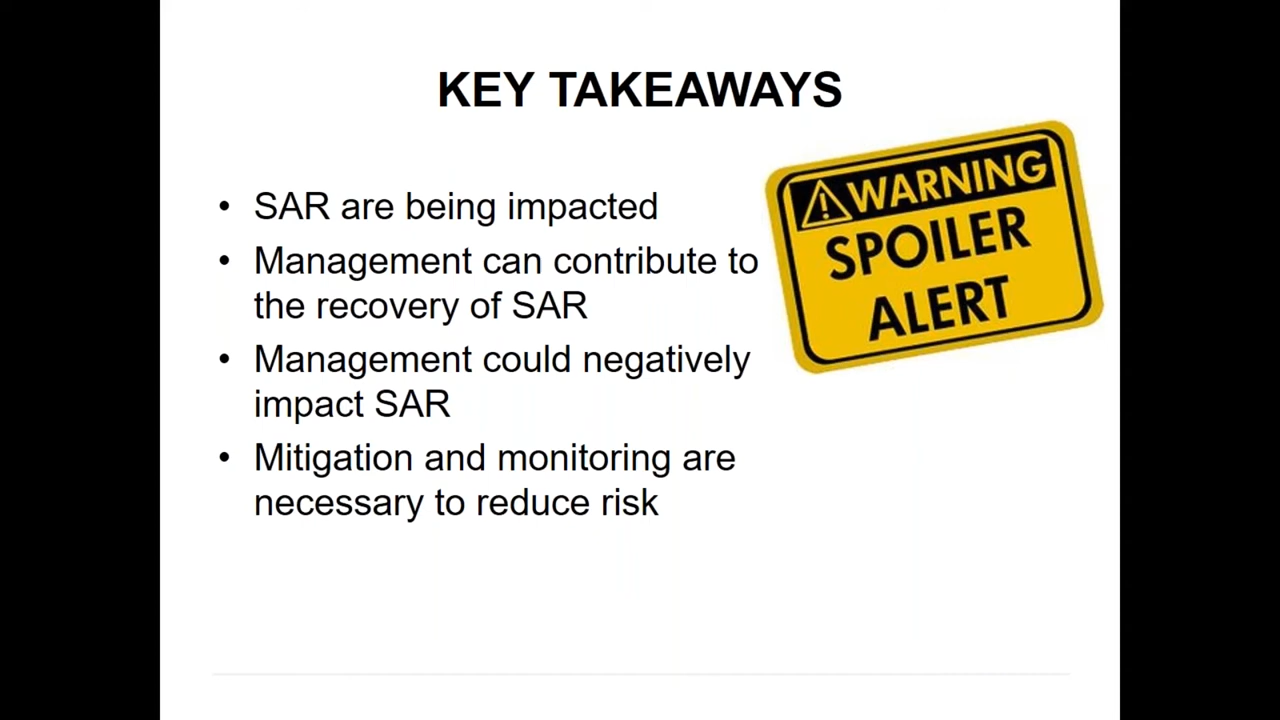 KEY TAKEAWAYS
• SAR are being impacted
• Management can contribute to
the recovery of SAR
• Management could negatively
impact SAR
• Mitigation and monitoring are
necessary to reduce risk
WARNING
SPOILER
ALERT